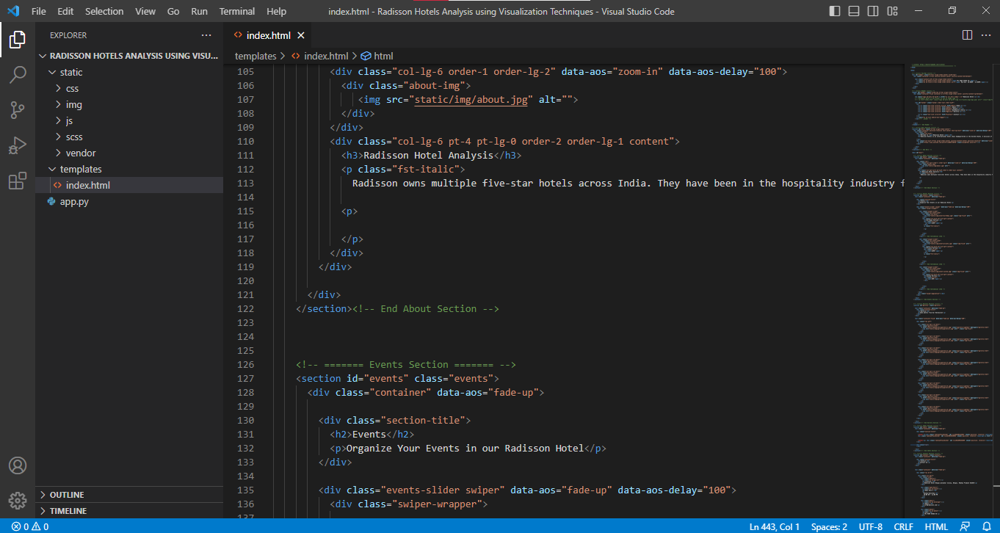 File Edit Selection View Go Run Terminal Help index.html - Radisson Hotels Analysis using Visualization Techniques - Visual Studio Code
EXPLORER ...
RADISSON HOTELS ANALYSIS USING VISU...
static
css
img
js
scss
vendor
templates
<> index.html
app.py
OUTLINE
TIMELINE
<> index.html ×
templates > <> index.html > html
105 <div class="col-lg-6 order-1 order-lg-2" data-aos="zoom-in" data-aos-delay="100">
106 <div class="about-img">
107 <img src="static/img/about.jpg" alt="">
108 </div>
109 </div>
110 <div class="col-lg-6 pt-4 pt-lg-0 order-2 order-lg-1 content">
111 <h3>Radisson Hotel Analysis</h3>
112 <p class="fst-italic">
113 Radisson owns multiple five-star hotels across India. They have been in the hospitality industry f
114
115 <p>
116
117 </p>
118 </div>
119 </div>
120
121 </div>
122 </section><!-- End About Section -->
123
124
125
126 <!-- ======= Events Section ======= -->
127 <section id="events" class="events">
128 <div class="container" data-aos="fade-up">
129
130 <div class="section-title">
131 <h2>Events</h2>
132 <p>Organize Your Events in our Radisson Hotel</p>
133 </div>
134
135 <div class="events-slider swiper" data-aos="fade-up" data-aos-delay="100">
136 <div class="swiper-wrapper">
137
0 0 Ln 443, Col 1 Spaces: 2 UTF-8 CRLF HTML